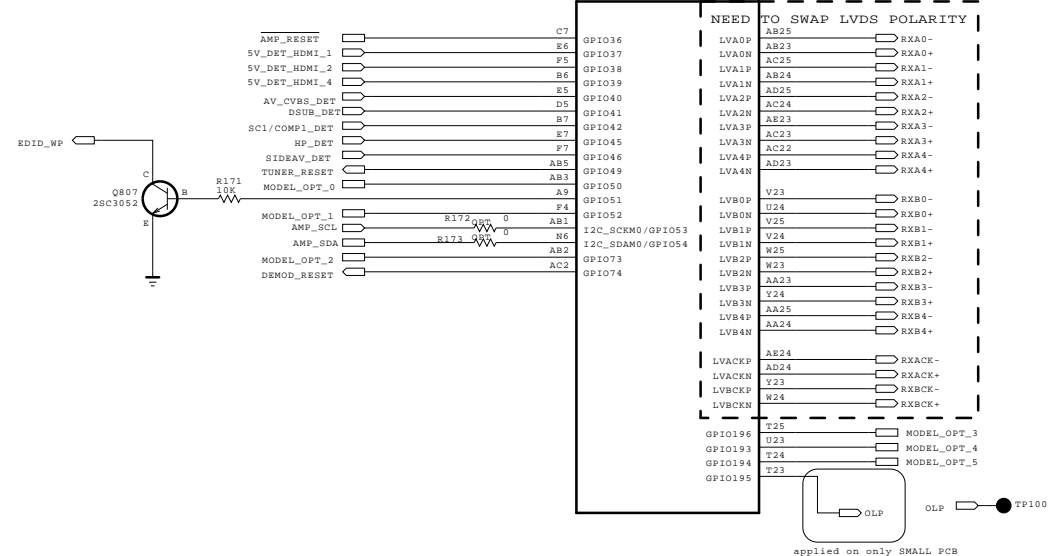 NEED TO SWAP LVDS POLARITY
AMP_RESET C7 GPIO36
5V_DET_HDMI_1 E6 GPIO37
5V_DET_HDMI_2 F5 GPIO38
5V_DET_HDMI_4 B6 GPIO39
AV_CVBS_DET E5 GPIO40
DSUB_DET D5 GPIO41
SC1/COMP1_DET B7 GPIO42
HP_DET E7 GPIO45
SIDEAV_DET F7 GPIO46
TUNER_RESET AB5 GPIO49
MODEL_OPT_0 AB3 GPIO50
A9 GPIO51
MODEL_OPT_1 F4 GPIO52
AMP_SCL R172 OPT 0 AB1 I2C_SCKM0/GPIO53
AMP_SDA R173 OPT 0 N6 I2C_SDAM0/GPIO54
MODEL_OPT_2 AB2 GPIO73
DEMOD_RESET AC2 GPIO74
EDID_WP
C
Q807
2SC3052
B
E
R171
10K
LVA0P AB25 RXA0-
LVA0N AB23 RXA0+
LVA1P AC25 RXA1-
LVA1N AB24 RXA1+
LVA2P AD25 RXA2-
LVA2N AC24 RXA2+
LVA3P AE23 RXA3-
LVA3N AC23 RXA3+
LVA4P AC22 RXA4-
LVA4N AD23 RXA4+
LVB0P V23 RXB0-
LVB0N U24 RXB0+
LVB1P V25 RXB1-
LVB1N V24 RXB1+
LVB2P W25 RXB2-
LVB2N W23 RXB2+
LVB3P AA23 RXB3-
LVB3N Y24 RXB3+
LVB4P AA25 RXB4-
LVB4N AA24 RXB4+
LVACKP AE24 RXACK-
LVACKN AD24 RXACK+
LVBCKP Y23 RXBCK-
LVBCKN W24 RXBCK+
GPIO196 T25 MODEL_OPT_3
GPIO193 U23 MODEL_OPT_4
GPIO194 T24 MODEL_OPT_5
GPIO195 T23
OLP
OLP TP100
applied on only SMALL PCB